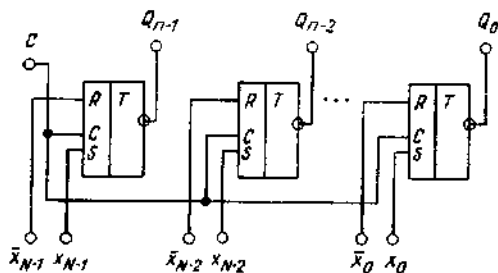 C Q_{n-1} Q_{n-2} Q_0
R T R T ... R T
C C C
S S S
x̄_{N-1} x_{N-1} x̄_{N-2} x_{N-2} x̄_0 x_0